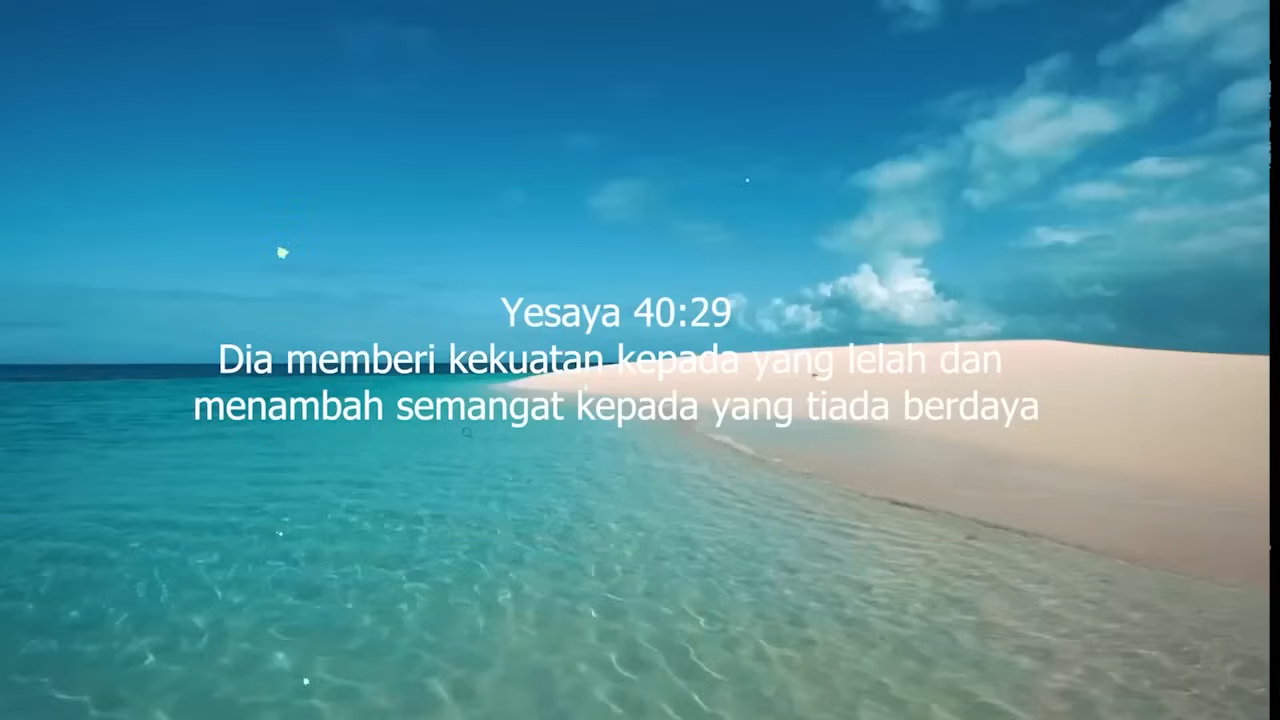 Yesaya 40:29
Dia memberi kekuatan kepada yang lelah dan
menambah semangat kepada yang tiada berdaya